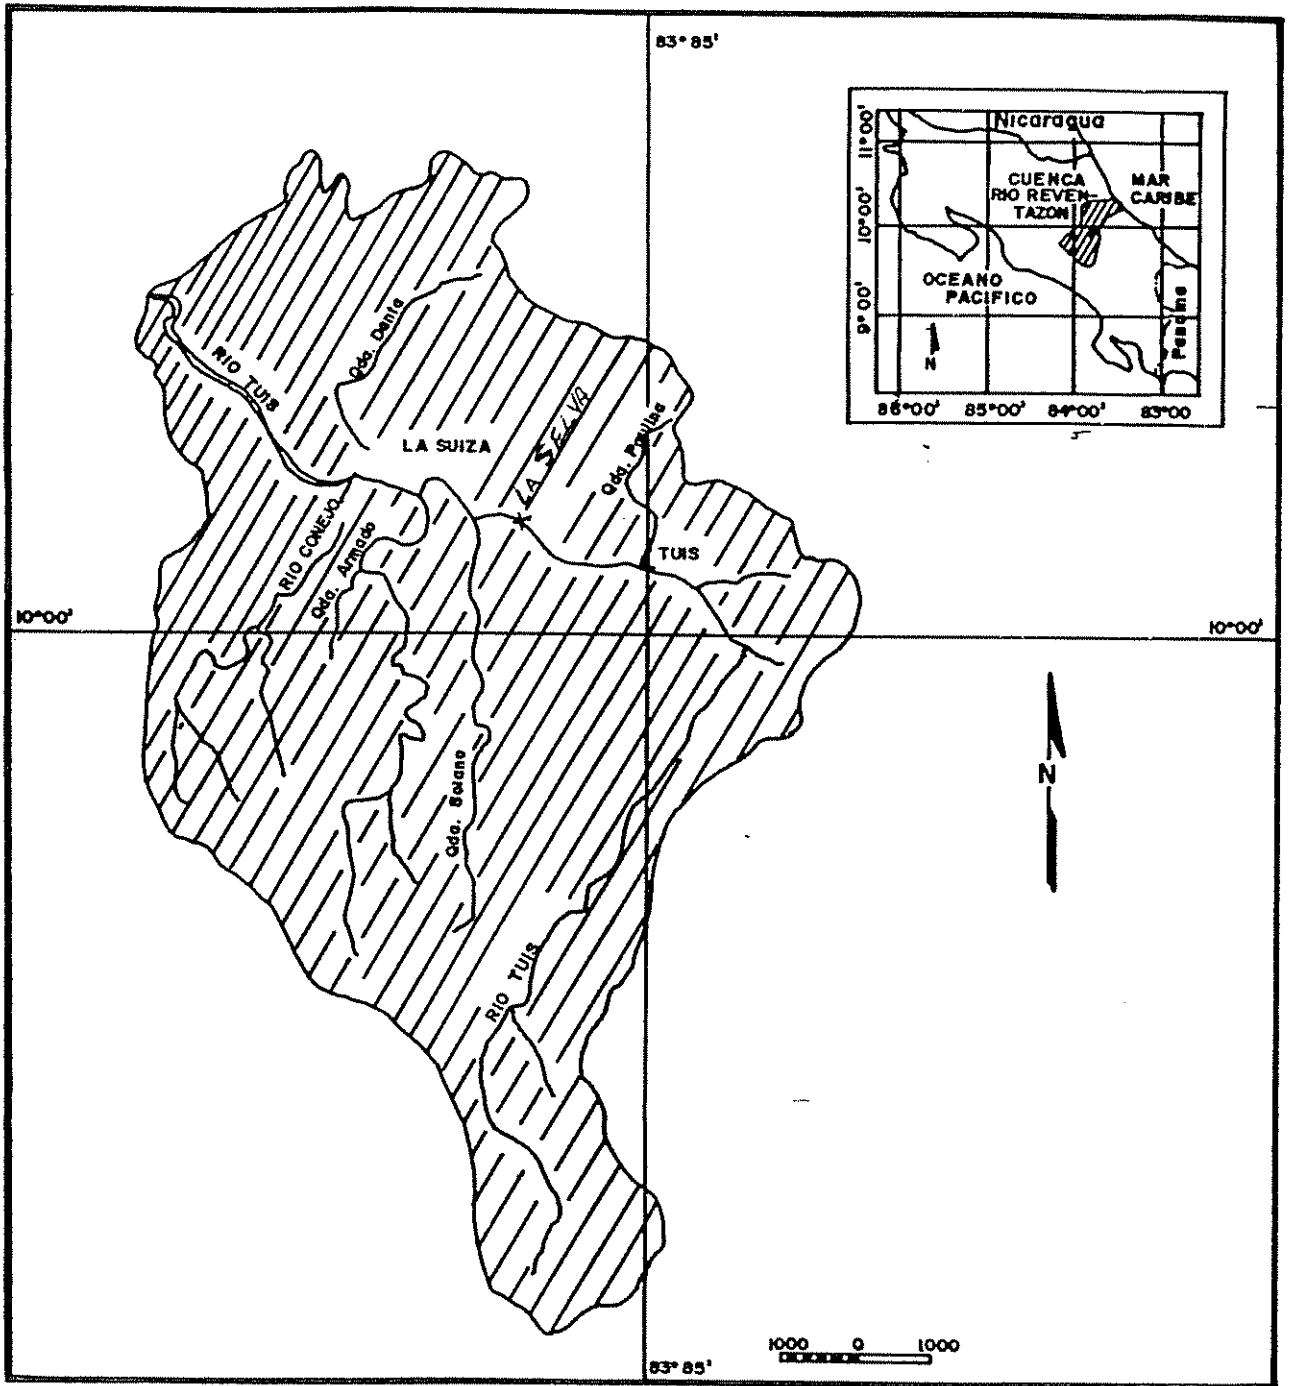 83°85'
11°00'
10°00'
9°00'
Nicaragua
CUENCA
RIO REVEN-
TAZON
MAR
CARIBE
OCEANO
PACIFICO
Panama
N
86°00'
85°00'
84°00'
83°00
Qda. Danta
RIO TUIS
LA SUIZA
LA SELVA
Qda. Paulina
RIO CONEJO
Qda. Armado
TUIS
10°00'
10°00'
N
Qda. Solano
RIO TUIS
1000 0 1000
83°85'